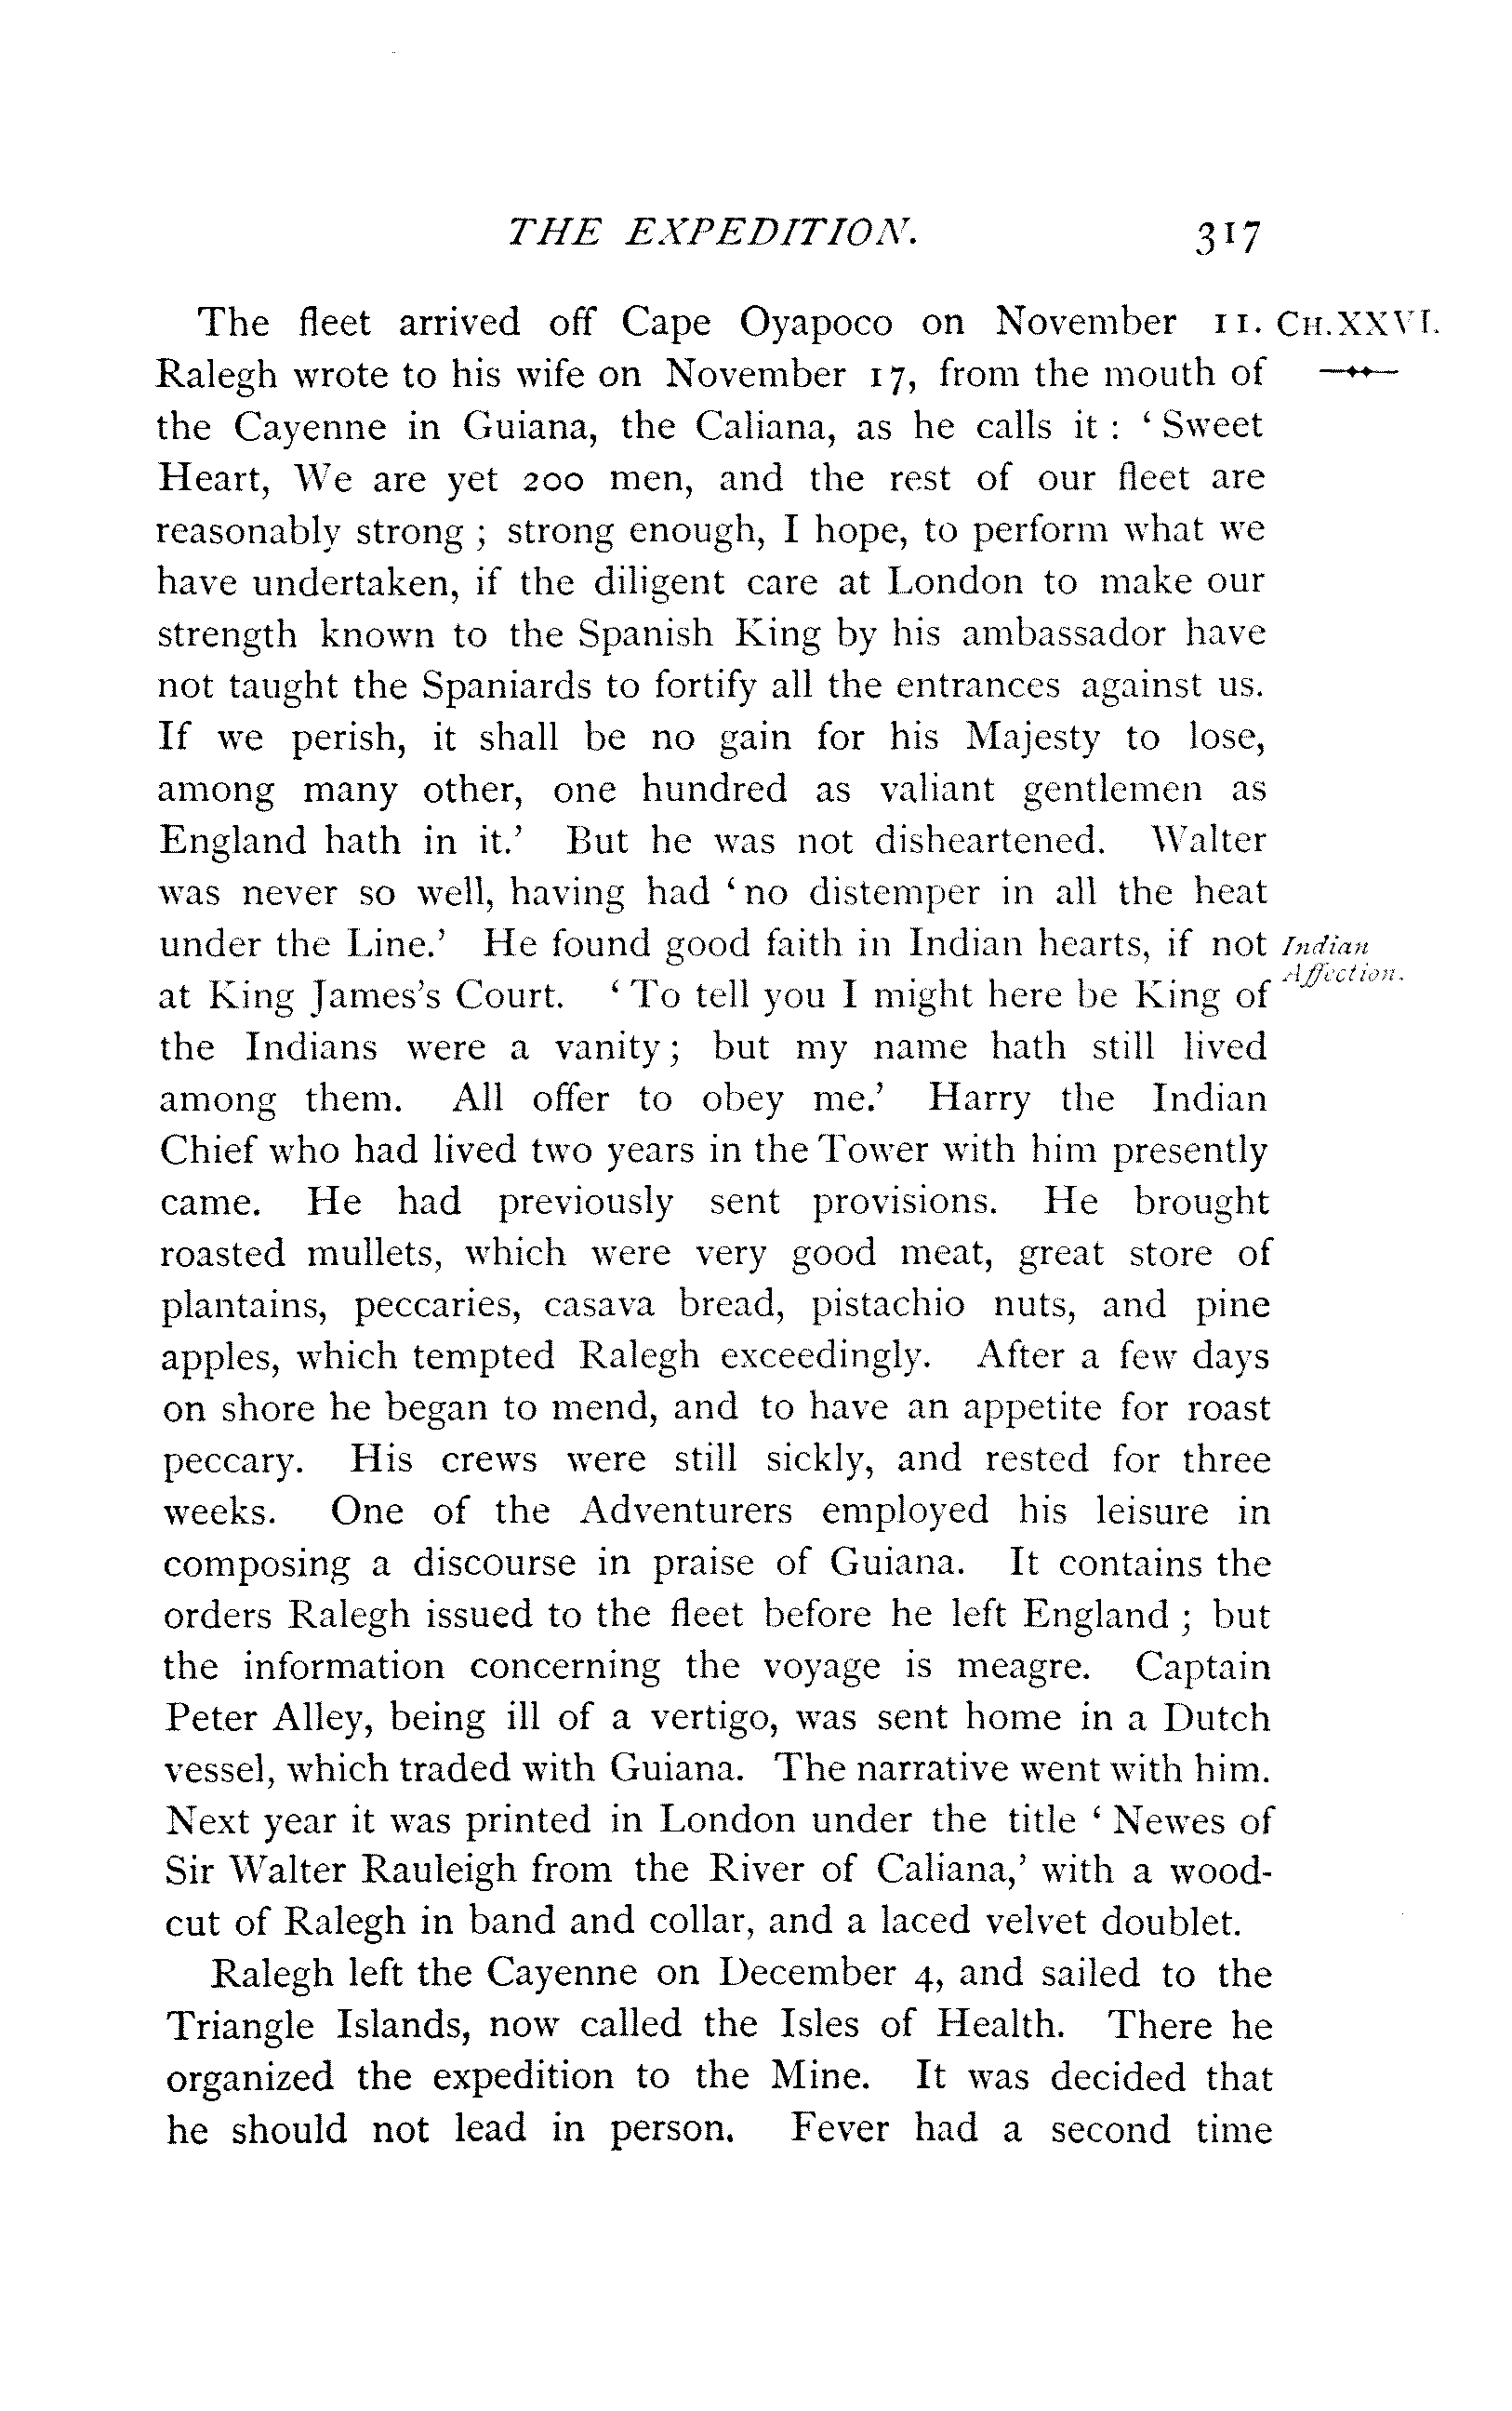 THE EXPEDITION. 317
The fleet arrived off Cape Oyapoco on November 11. CH. XXVI.
Ralegh wrote to his wife on November 17, from the mouth of
the Cayenne in Guiana, the Caliana, as he calls it : ‘ Sweet
Heart, We are yet 200 men, and the rest of our fleet are
reasonably strong ; strong enough, I hope, to perform what we
have undertaken, if the diligent care at London to make our
strength known to the Spanish King by his ambassador have
not taught the Spaniards to fortify all the entrances against us.
If we perish, it shall be no gain for his Majesty to lose,
among many other, one hundred as valiant gentlemen as
England hath in it.’ But he was not disheartened. Walter
was never so well, having had ‘ no distemper in all the heat
under the Line.’ He found good faith in Indian hearts, if not
at King James's Court. ‘ To tell you I might here be King of
Indian
Affection.
the Indians were a vanity ; but my name hath still lived
among them. All offer to obey me.’ Harry the Indian
Chief who had lived two years in the Tower with him presently
came. He had previously sent provisions. He brought
roasted mullets, which were very good meat, great store of
plantains, peccaries, casava bread, pistachio nuts, and pine
apples, which tempted Ralegh exceedingly. After a few days
on shore he began to mend, and to have an appetite for roast
peccary. His crews were still sickly, and rested for three
weeks. One of the Adventurers employed his leisure in
composing a discourse in praise of Guiana. It contains the
orders Ralegh issued to the fleet before he left England ; but
the information concerning the voyage is meagre. Captain
Peter Alley, being ill of a vertigo, was sent home in a Dutch
vessel, which traded with Guiana. The narrative went with him.
Next year it was printed in London under the title ‘ Newes of
Sir Walter Rauleigh from the River of Caliana,’ with a wood-
cut of Ralegh in band and collar, and a laced velvet doublet.
Ralegh left the Cayenne on December 4, and sailed to the
Triangle Islands, now called the Isles of Health. There he
organized the expedition to the Mine. It was decided that
he should not lead in person. Fever had a second time